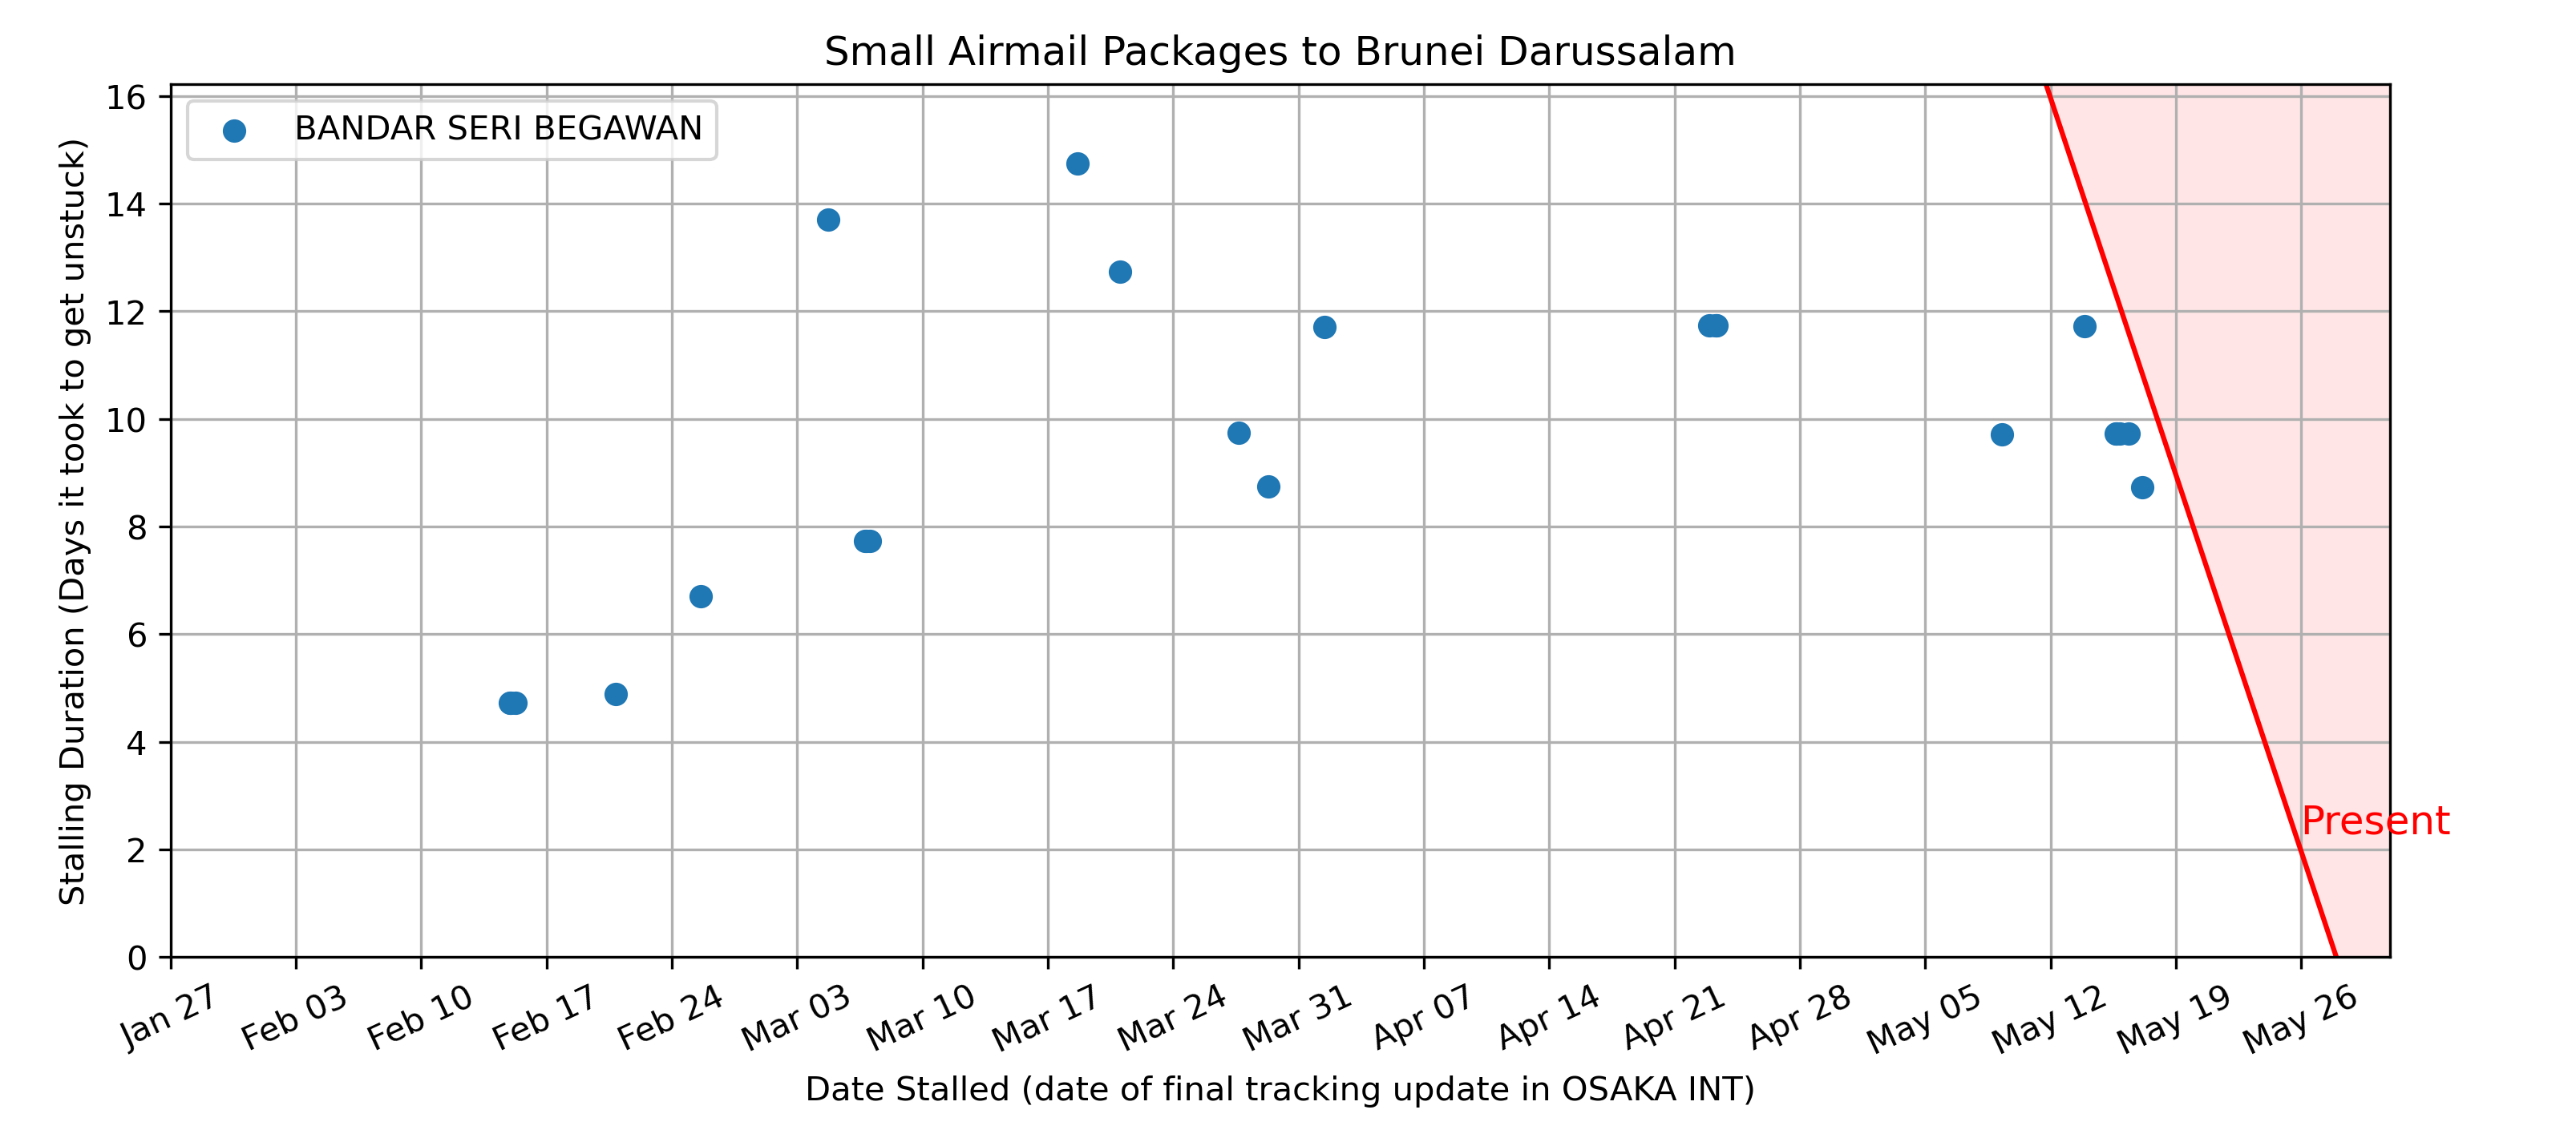 Small Airmail Packages to Brunei Darussalam
BANDAR SERI BEGAWAN
Stalling Duration (Days it took to get unstuck)
16
14
12
10
8
6
4
2
0
Present
Jan 27
Feb 03
Feb 10
Feb 17
Feb 24
Mar 03
Mar 10
Mar 17
Mar 24
Mar 31
Apr 07
Apr 14
Apr 21
Apr 28
May 05
May 12
May 19
May 26
Date Stalled (date of final tracking update in OSAKA INT)